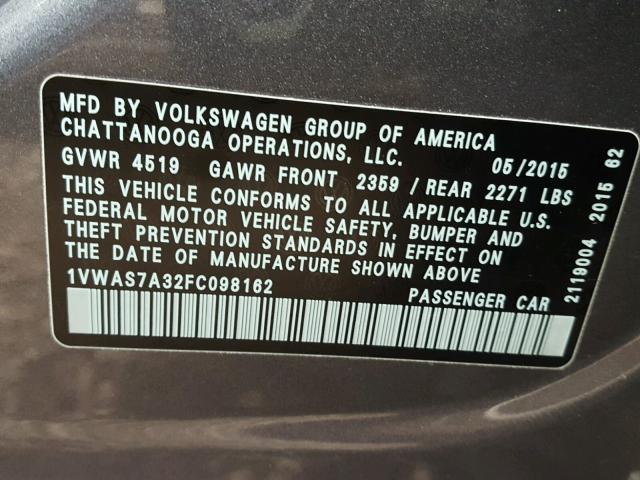 MFD BY VOLKSWAGEN GROUP OF AMERICA
CHATTANOOGA OPERATIONS, LLC. 05/2015
GVWR 4519 GAWR FRONT 2359 / REAR 2271 LBS
THIS VEHICLE CONFORMS TO ALL APPLICABLE U.S.
FEDERAL MOTOR VEHICLE SAFETY, BUMPER AND
THEFT PREVENTION STANDARDS IN EFFECT ON
THE DATE OF MANUFACTURE SHOWN ABOVE
1VWAS7A32FC098162 PASSENGER CAR
2119004 2015 62